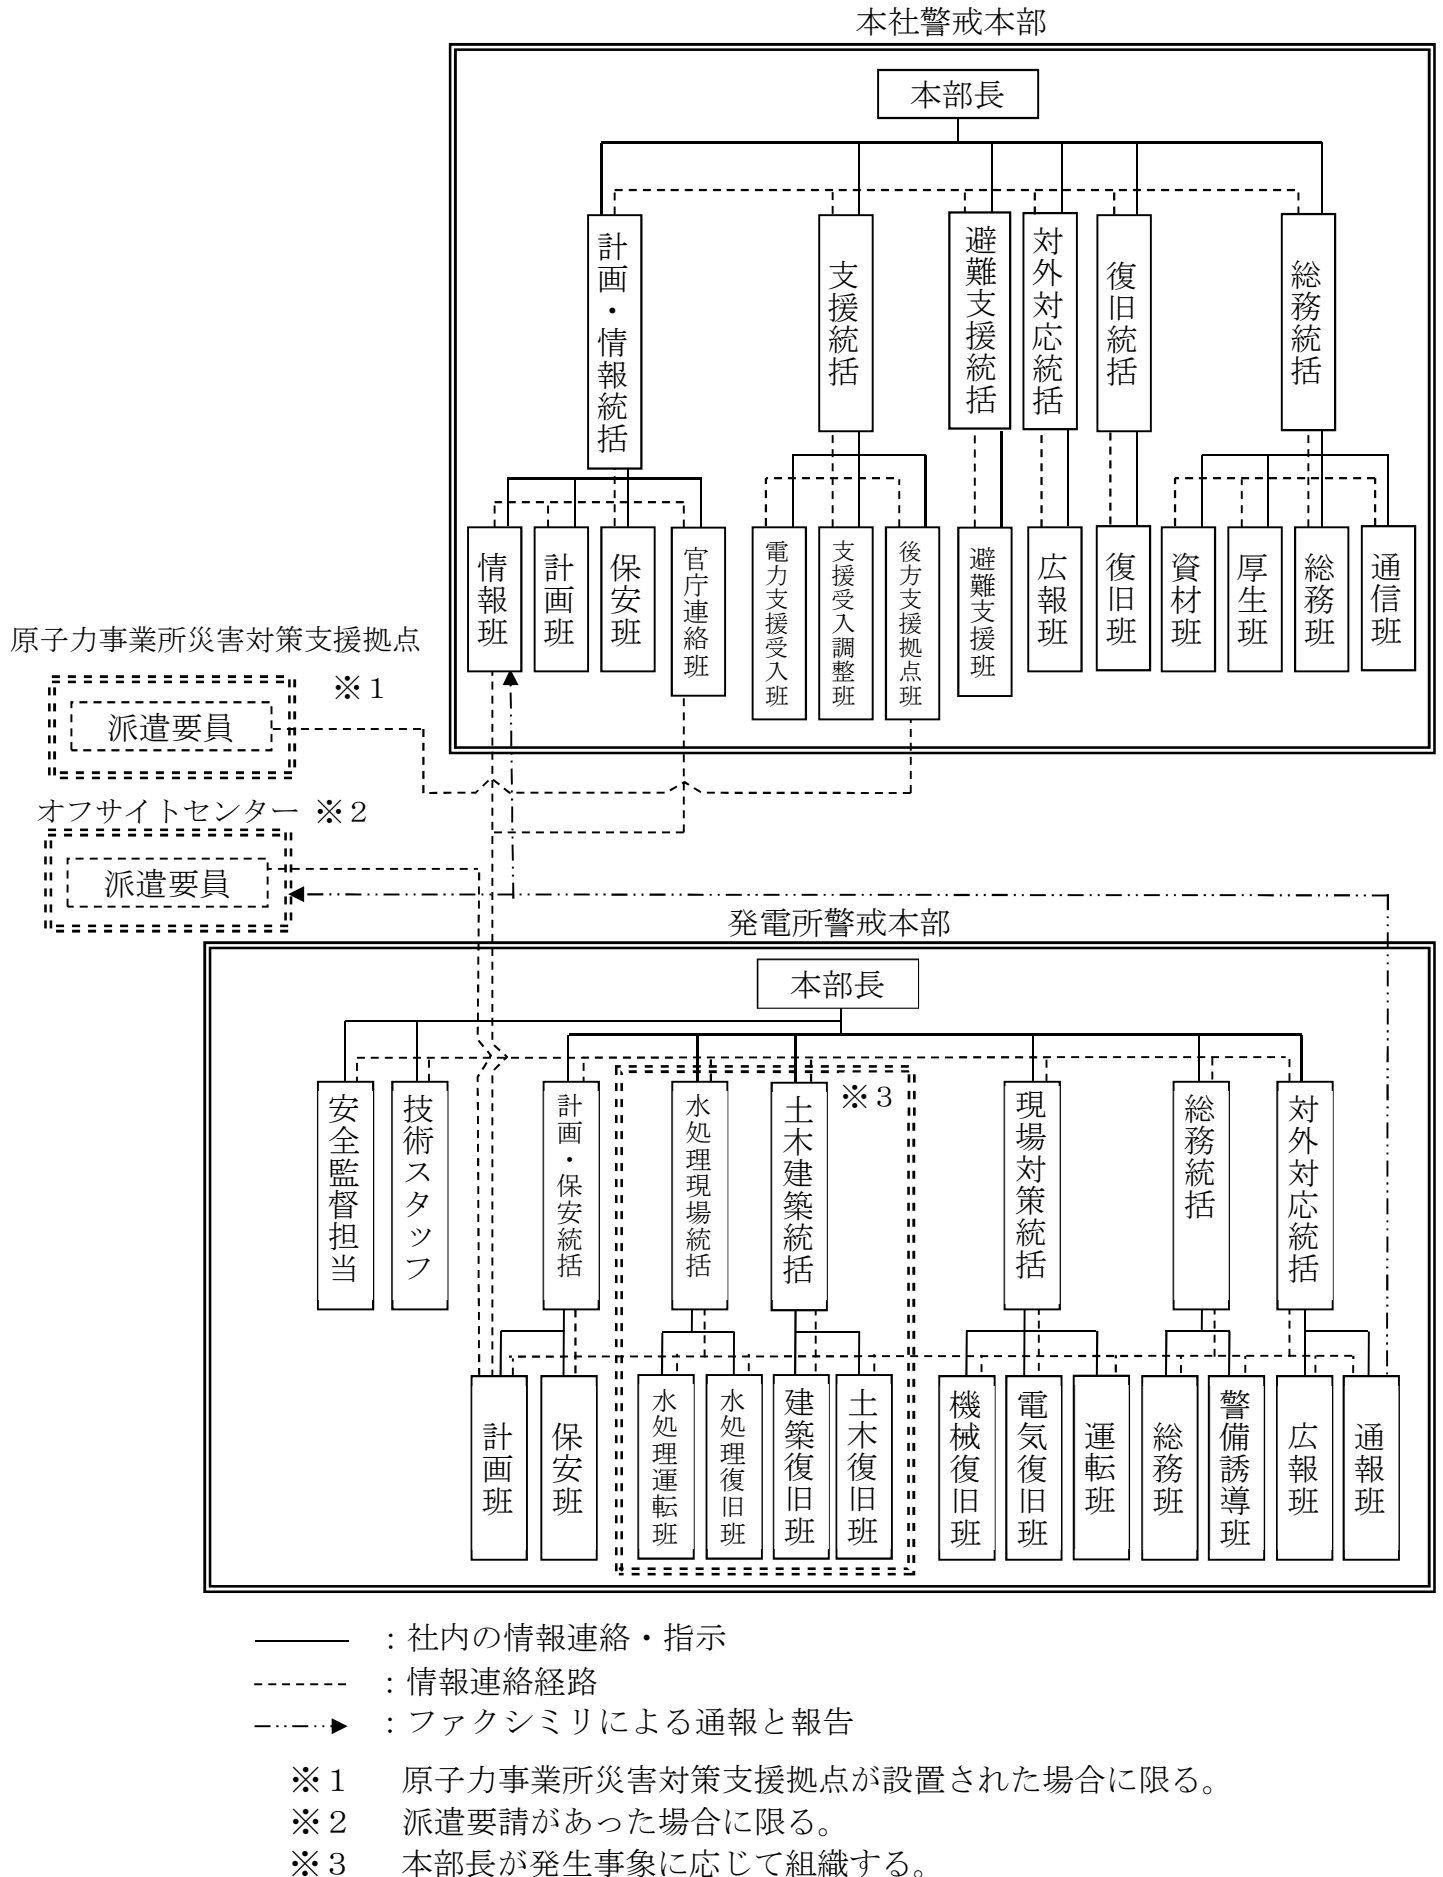 本社警戒本部
本部長
計画・情報統括
支援統括
避難支援統括
対外対応統括
復旧統括
総務統括
情報班
計画班
保安班
官庁連絡班
電力支援受入班
支援受入調整班
後方支援拠点班
避難支援班
広報班
復旧班
資材班
厚生班
総務班
通信班
原子力事業所災害対策支援拠点
※１
派遣要員
オフサイトセンター ※２
派遣要員
発電所警戒本部
本部長
安全監督担当
技術スタッフ
計画・保安統括
水処理現場統括
土木建築統括
※３
現場対策統括
総務統括
対外対応統括
計画班
保安班
水処理運転班
水処理復旧班
建築復旧班
土木復旧班
機械復旧班
電気復旧班
運転班
総務班
警備誘導班
広報班
通報班
：社内の情報連絡・指示
：情報連絡経路
：ファクシミリによる通報と報告
※１　原子力事業所災害対策支援拠点が設置された場合に限る。
※２　派遣要請があった場合に限る。
※３　本部長が発生事象に応じて組織する。